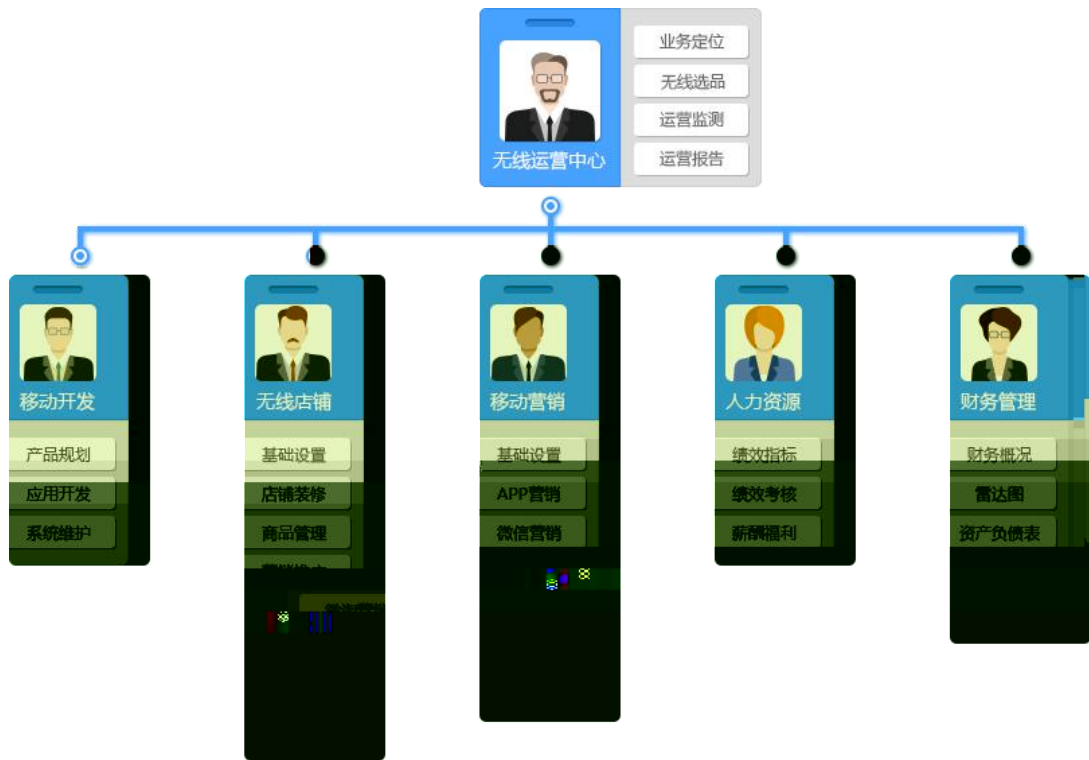 业务定位
无线选品
运营监测
运营报告
无线运营中心
移动开发
产品规划
应用开发
系统维护
无线店铺
基础设置
店铺装修
商品管理
移动营销
基础设置
APP营销
微信营销
人力资源
绩效指标
绩效考核
薪酬福利
财务管理
财务概况
雷达图
资产负债表